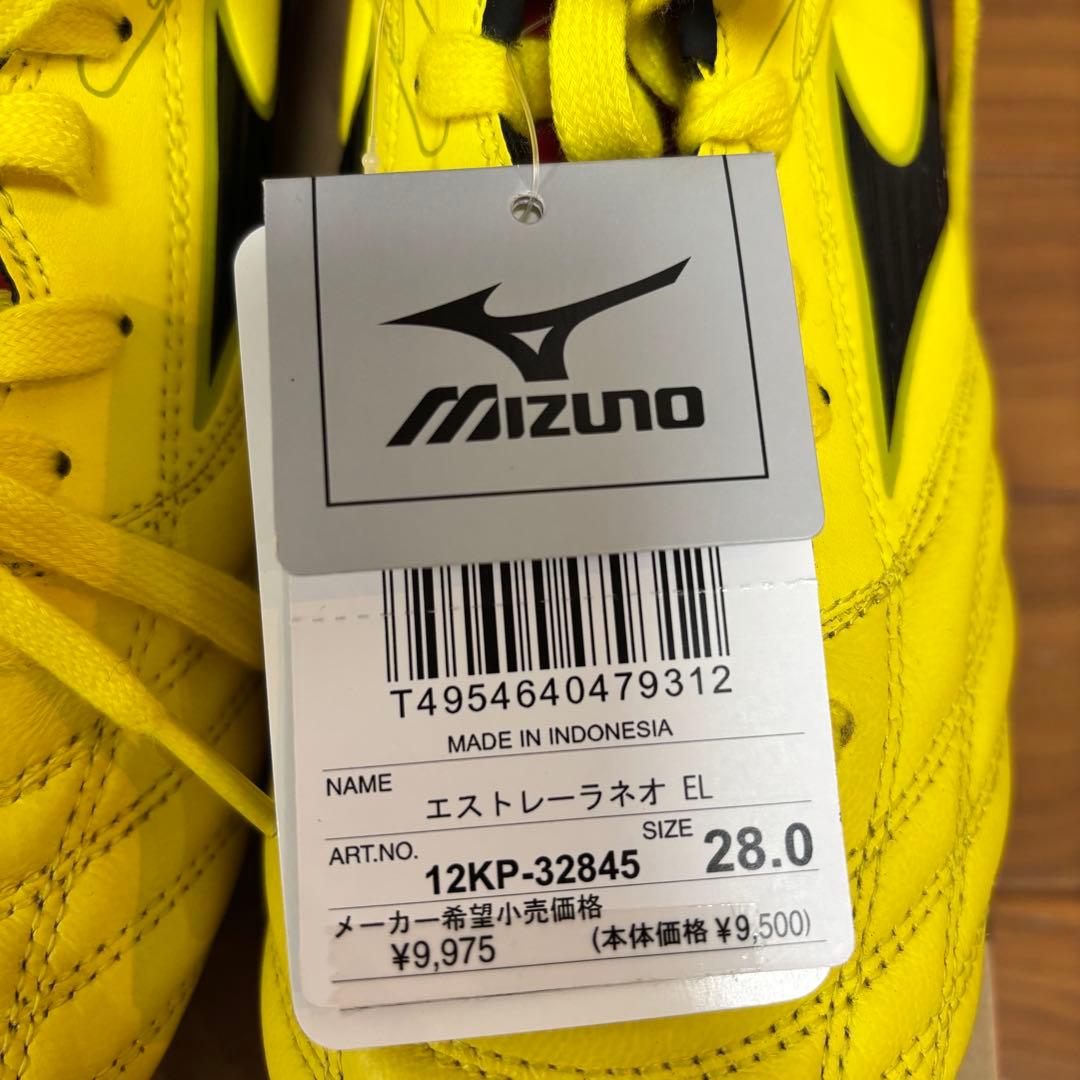 MIZUNO
T4954640479312
MADE IN INDONESIA
NAME エストレーラネオ EL
ART.NO. 12KP-32845 SIZE 28.0
メーカー希望小売価格
¥9,975 (本体価格 ¥9,500)